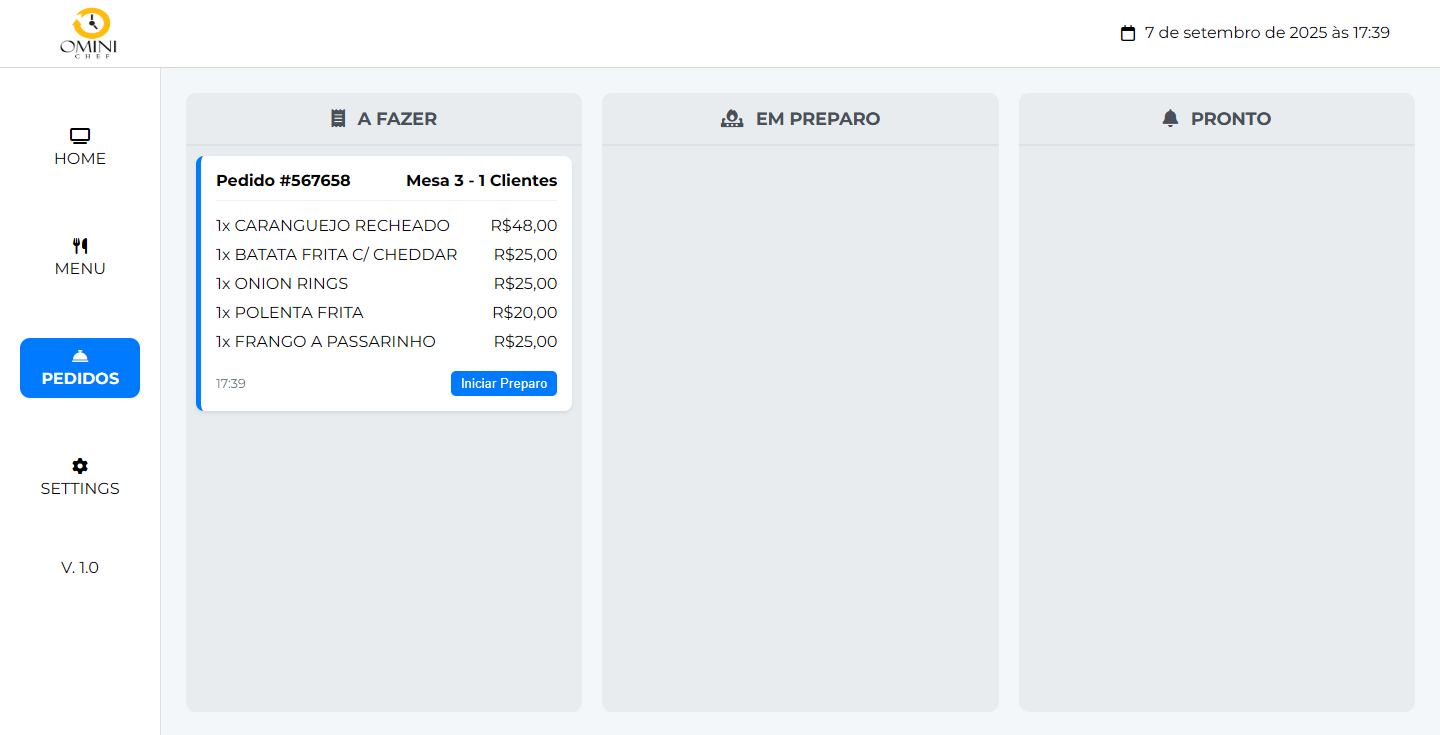 OMINI
CHEF
7 de setembro de 2025 às 17:39
HOME
MENU
PEDIDOS
SETTINGS
V. 1.0
A FAZER
Pedido #567658 Mesa 3 - 1 Clientes
1x CARANGUEJO RECHEADO R$48,00
1x BATATA FRITA C/ CHEDDAR R$25,00
1x ONION RINGS R$25,00
1x POLENTA FRITA R$20,00
1x FRANGO A PASSARINHO R$25,00
17:39 Iniciar Preparo
EM PREPARO
PRONTO